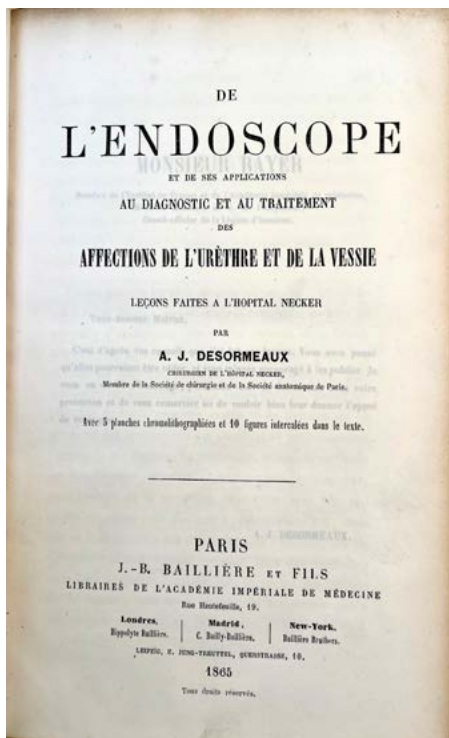 DE
L'ENDOSCOPE
ET DE SES APPLICATIONS
AU DIAGNOSTIC ET AU TRAITEMENT
DES
AFFECTIONS DE L'URÈTHRE ET DE LA VESSIE
LEÇONS FAITES A L'HOPITAL NECKER
PAR
A. J. DESORMEAUX
CHIRURGIEN DE L'HÔPITAL NECKER,
Membre de la Société de chirurgie et de la Société anatomique de Paris.
Avec 5 planches chromolithographiées et 10 figures intercalées dans le texte.
PARIS
J.-B. BAILLIÈRE ET FILS
LIBRAIRES DE L'ACADÉMIE IMPÉRIALE DE MÉDECINE
Rue Hautefeuille, 19.
Londres, Madrid, New-York,
Hippolyte Baillière. C. Bailly-Baillière. Baillière Brothers.
LEIPZIG, E. JUNG-TREUTTEL, QUERSTRASSE, 10.
1865
Tous droits réservés.